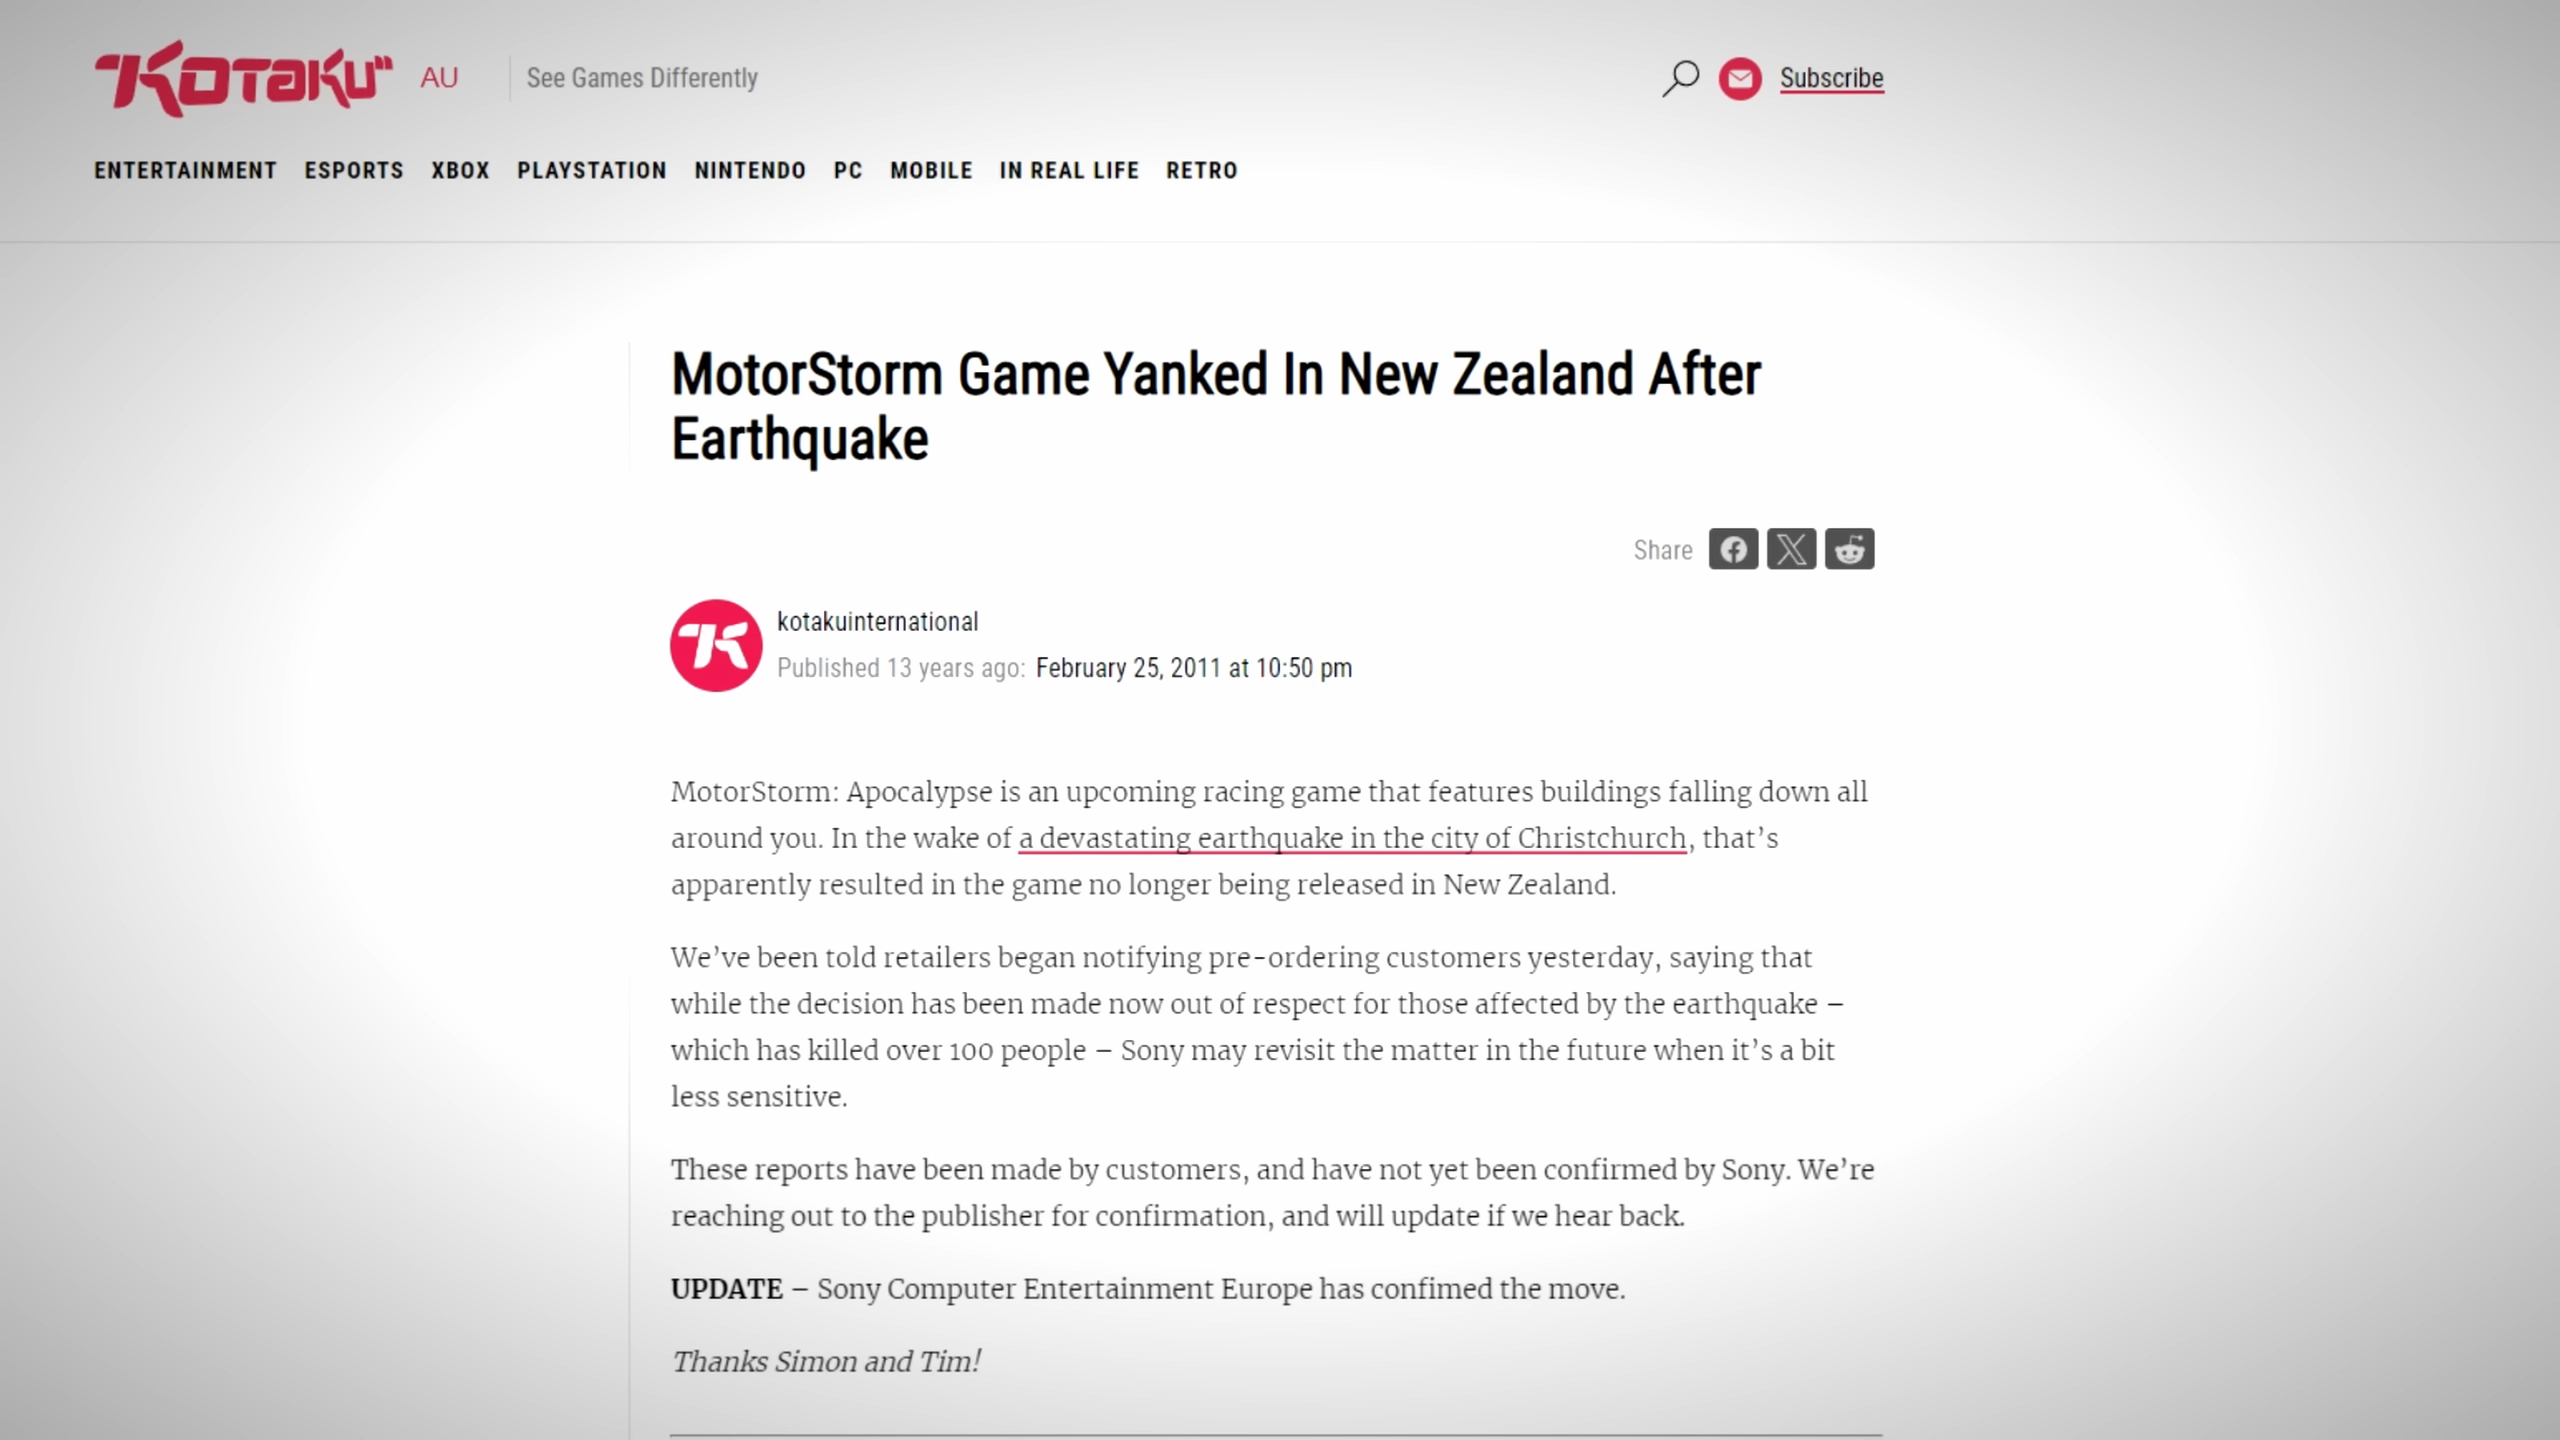 KOTAKU AU See Games Differently Subscribe
ENTERTAINMENT ESPORTS XBOX PLAYSTATION NINTENDO PC MOBILE IN REAL LIFE RETRO
MotorStorm Game Yanked In New Zealand After
Earthquake
Share
kotakuinternational
Published 13 years ago: February 25, 2011 at 10:50 pm
MotorStorm: Apocalypse is an upcoming racing game that features buildings falling down all
around you. In the wake of a devastating earthquake in the city of Christchurch, that’s
apparently resulted in the game no longer being released in New Zealand.
We’ve been told retailers began notifying pre-ordering customers yesterday, saying that
while the decision has been made now out of respect for those affected by the earthquake –
which has killed over 100 people – Sony may revisit the matter in the future when it’s a bit
less sensitive.
These reports have been made by customers, and have not yet been confirmed by Sony. We’re
reaching out to the publisher for confirmation, and will update if we hear back.
UPDATE – Sony Computer Entertainment Europe has confimed the move.
Thanks Simon and Tim!